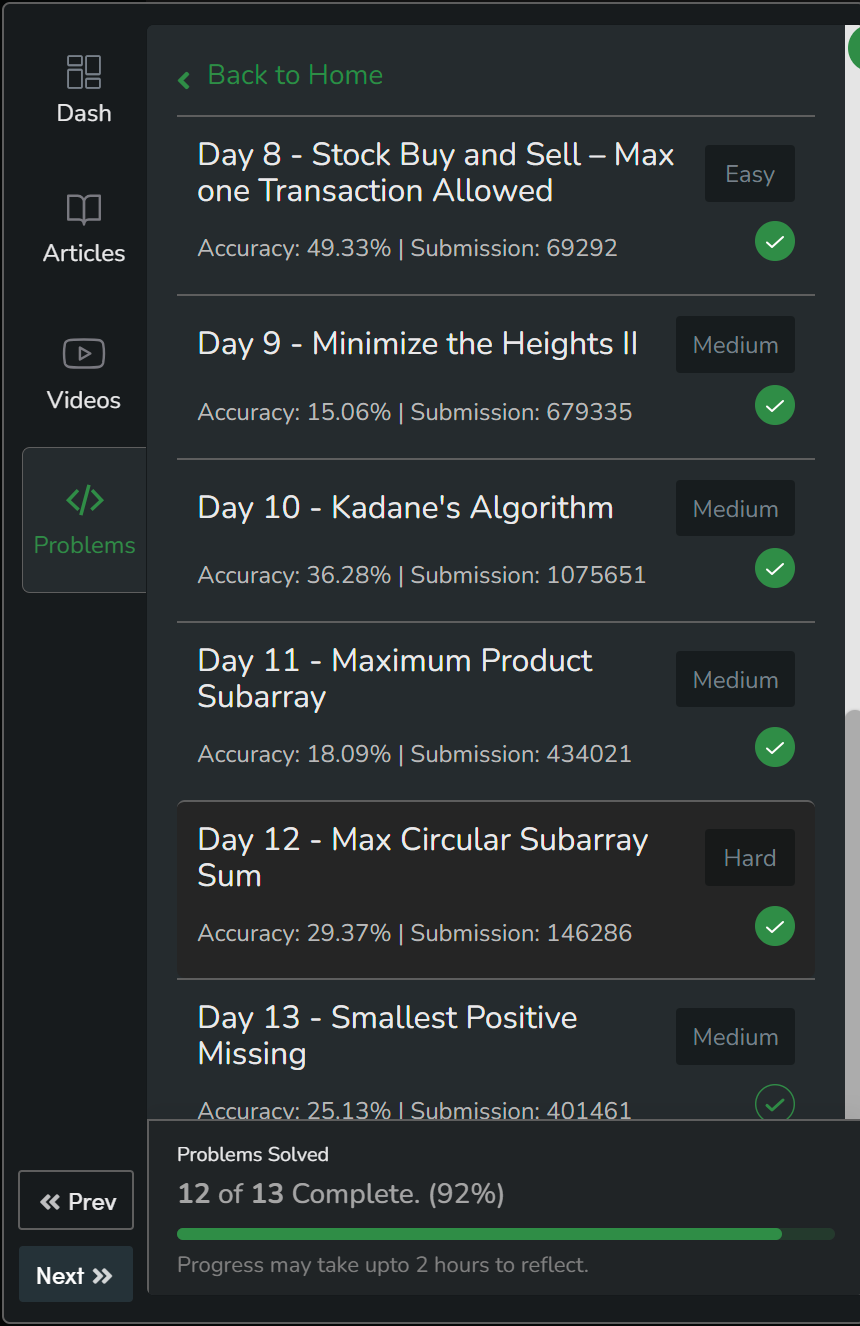 Dash
Articles
Videos
</>
Problems
Back to Home
Day 8 - Stock Buy and Sell – Max
one Transaction Allowed
Easy
Accuracy: 49.33% | Submission: 69292
Day 9 - Minimize the Heights II
Medium
Accuracy: 15.06% | Submission: 679335
Day 10 - Kadane's Algorithm
Medium
Accuracy: 36.28% | Submission: 1075651
Day 11 - Maximum Product
Subarray
Medium
Accuracy: 18.09% | Submission: 434021
Day 12 - Max Circular Subarray
Sum
Hard
Accuracy: 29.37% | Submission: 146286
Day 13 - Smallest Positive
Missing
Medium
Accuracy: 25.13% | Submission: 401461
Problems Solved
12 of 13 Complete. (92%)
Progress may take upto 2 hours to reflect.
Prev
Next